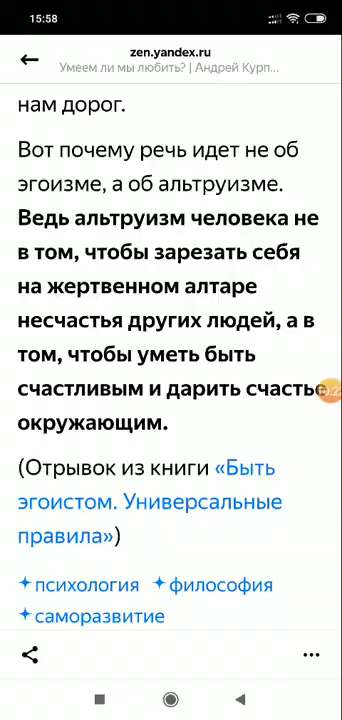 15:58
zen.yandex.ru
Умеем ли мы любить? | Андрей Курп...
нам дорог.
Вот почему речь идет не об
эгоизме, а об альтруизме.
Ведь альтруизм человека не
в том, чтобы зарезать себя
на жертвенном алтаре
несчастья других людей, а в
том, чтобы уметь быть
счастливым и дарить счастье
окружающим.
(Отрывок из книги «Быть
эгоистом. Универсальные
правила»)
психология философия
саморазвитие